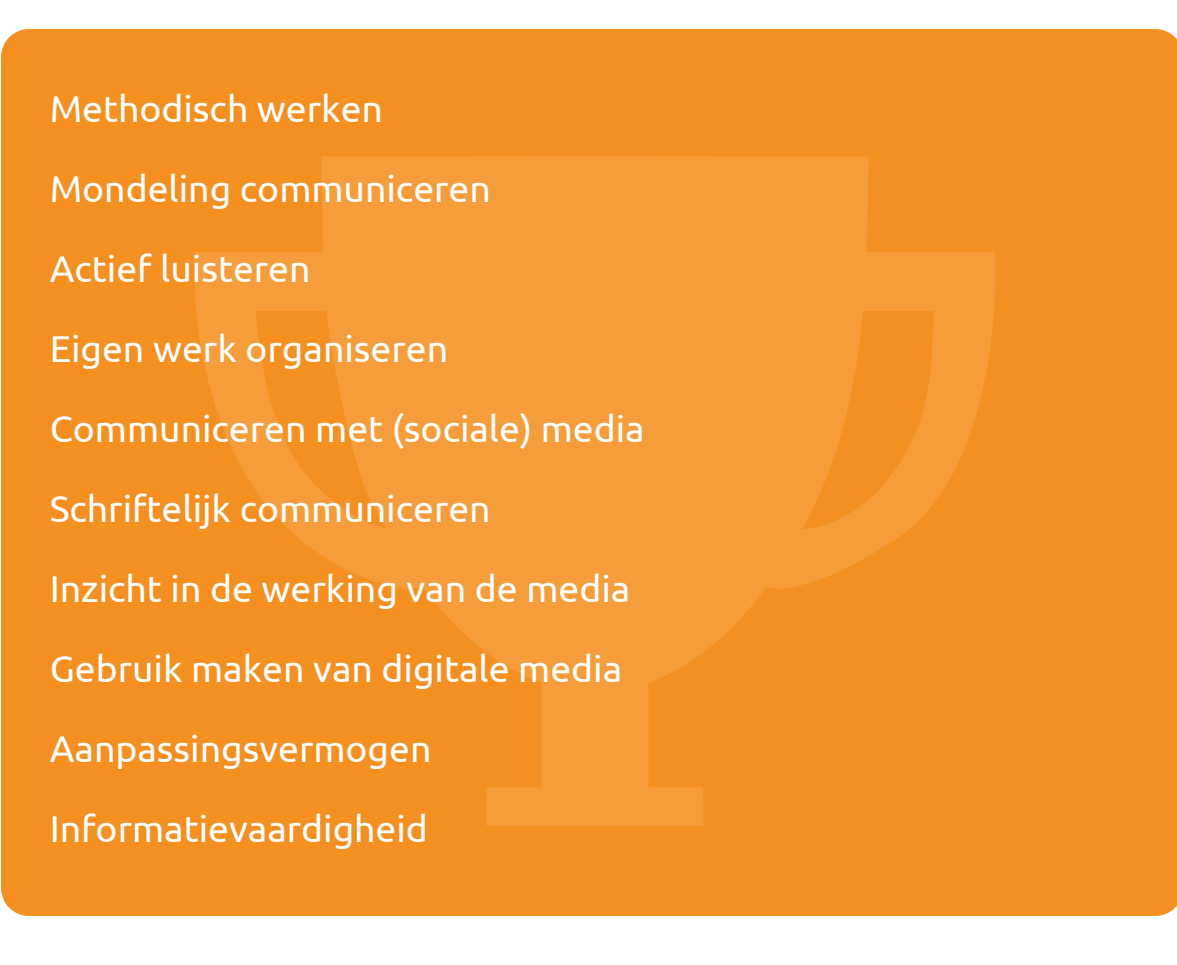 Methodisch werken
Mondeling communiceren
Actief luisteren
Eigen werk organiseren
Communiceren met (sociale) media
Schriftelijk communiceren
Inzicht in de werking van de media
Gebruik maken van digitale media
Aanpassingsvermogen
Informatievaardigheid